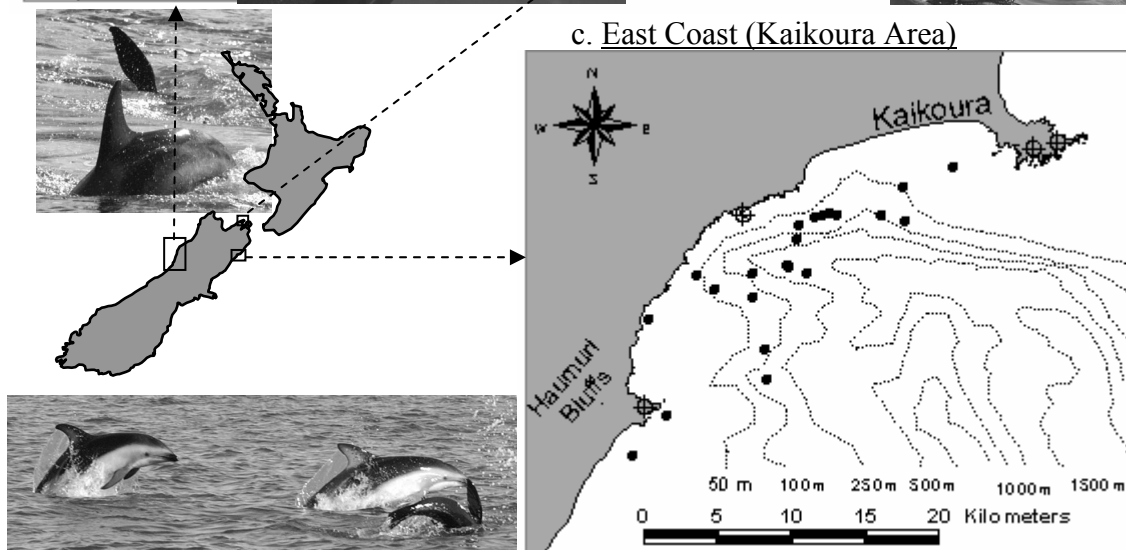 c. East Coast (Kaikoura Area)
N
W E
S
Kaikoura
Haumuri
Bluffs
50 m 100m 250m 500m 1000m 1500m
0 5 10 15 20 Kilometers